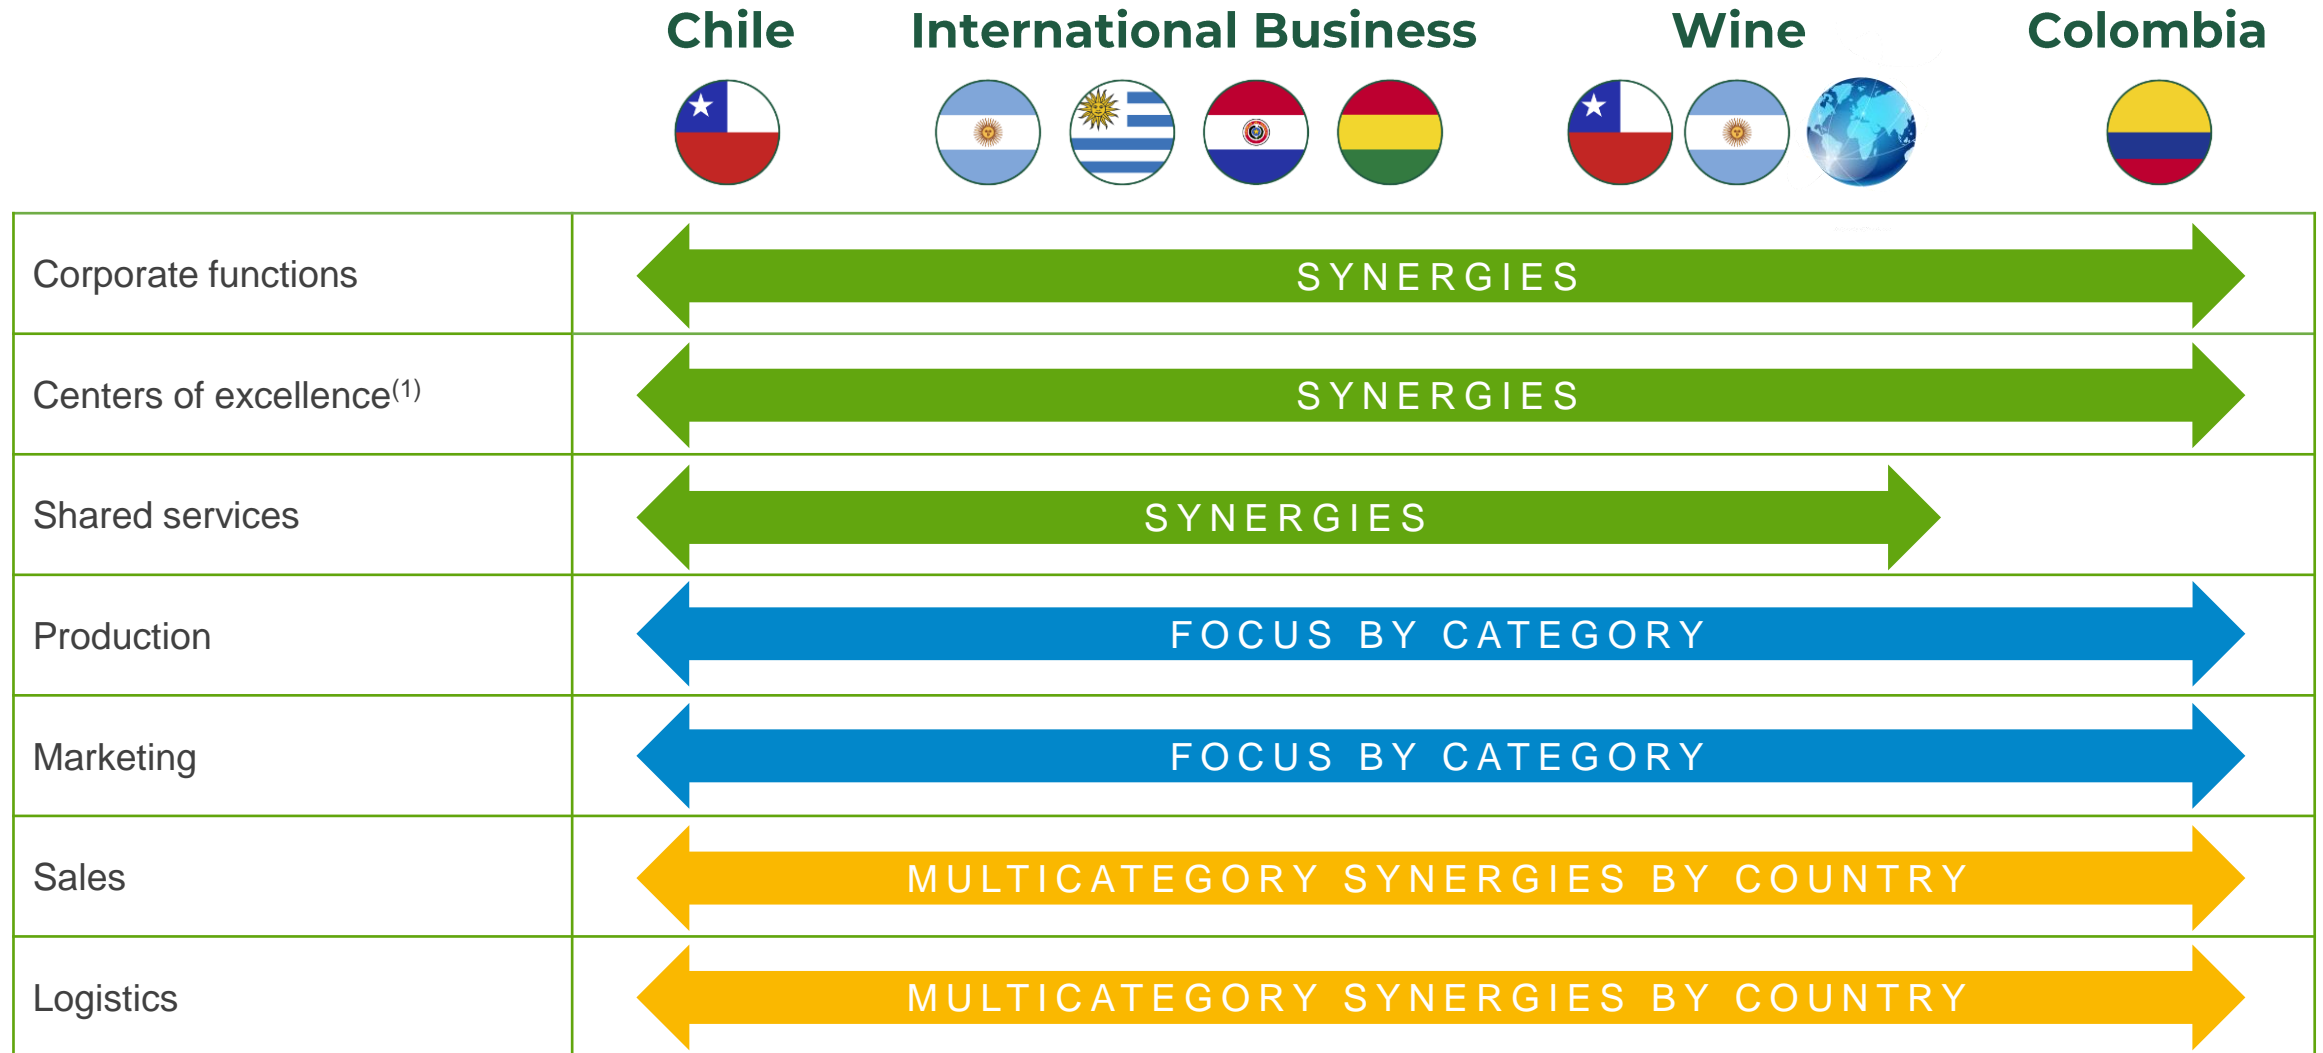 Chile International Business Wine Colombia
Corporate functions SYNERGIES
Centers of excellence(1) SYNERGIES
Shared services SYNERGIES
Production FOCUS BY CATEGORY
Marketing FOCUS BY CATEGORY
Sales MULTICATEGORY SYNERGIES BY COUNTRY
Logistics MULTICATEGORY SYNERGIES BY COUNTRY